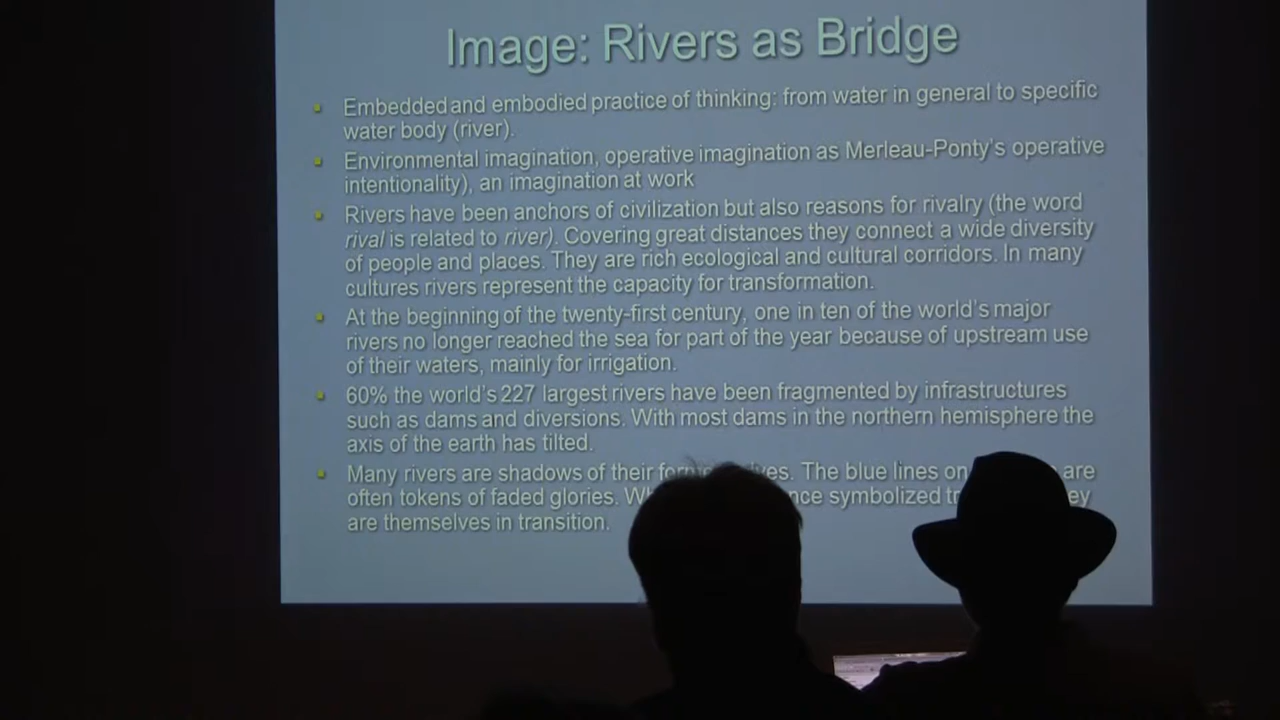 Image: Rivers as Bridge
Embedded and embodied practice of thinking: from water in general to specific
water body (river).
Environmental imagination, operative imagination as Merleau-Ponty's operative
intentionality), an imagination at work
Rivers have been anchors of civilization but also reasons for rivalry (the word
rival is related to river). Covering great distances they connect a wide diversity
of people and places. They are rich ecological and cultural corridors. In many
cultures rivers represent the capacity for transformation.
At the beginning of the twenty-first century, one in ten of the world's major
rivers no longer reached the sea for part of the year because of upstream use
of their waters, mainly for irrigation.
60% the world's 227 largest rivers have been fragmented by infrastructures
such as dams and diversions. With most dams in the northern hemisphere the
axis of the earth has tilted.
Many rivers are shadows of their The blue lines on are
often tokens of faded glories. symbolized
are themselves in transition.